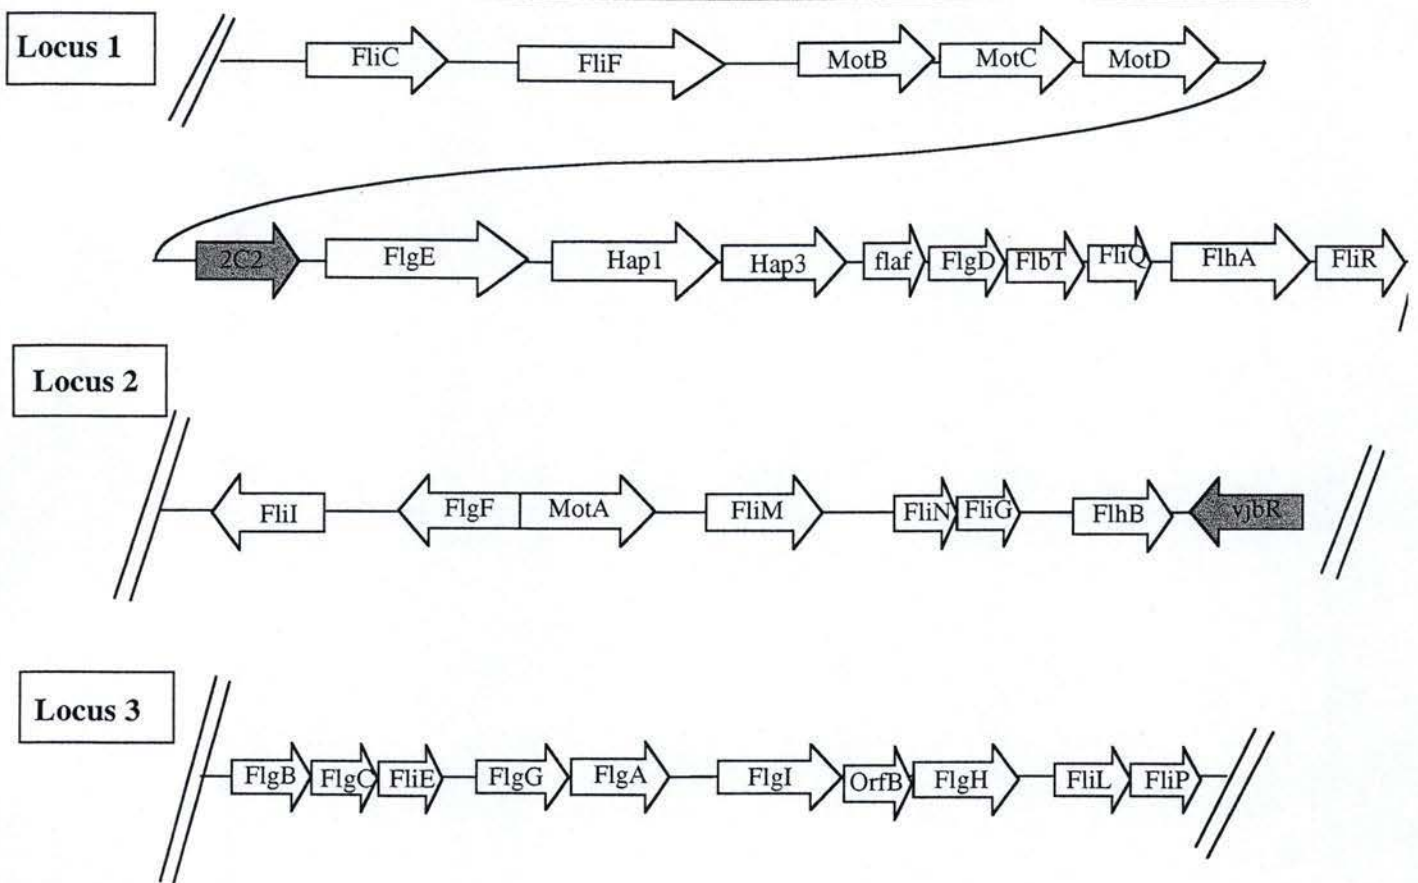 Locus 1
FliC FliF MotB MotC MotD
2C2 FlgE Hap1 Hap3 flaf FlgD FlbT FliQ FlhA FliR
Locus 2
FliI FlgF MotA FliM FliN FliG FlhB vjbR
Locus 3
FlgB FlgC FliE FlgG FlgA FlgI OrfB FlgH FliL FliP